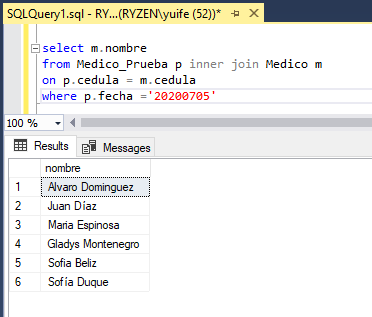 SQLQuery1.sql - RY...(RYZEN\yuife (52))*
select m.nombre
from Medico_Prueba p inner join Medico m
on p.cedula = m.cedula
where p.fecha ='20200705'
100 %
Results Messages
nombre
1 Alvaro Dominguez
2 Juan Díaz
3 Maria Espinosa
4 Gladys Montenegro
5 Sofia Beliz
6 Sofía Duque